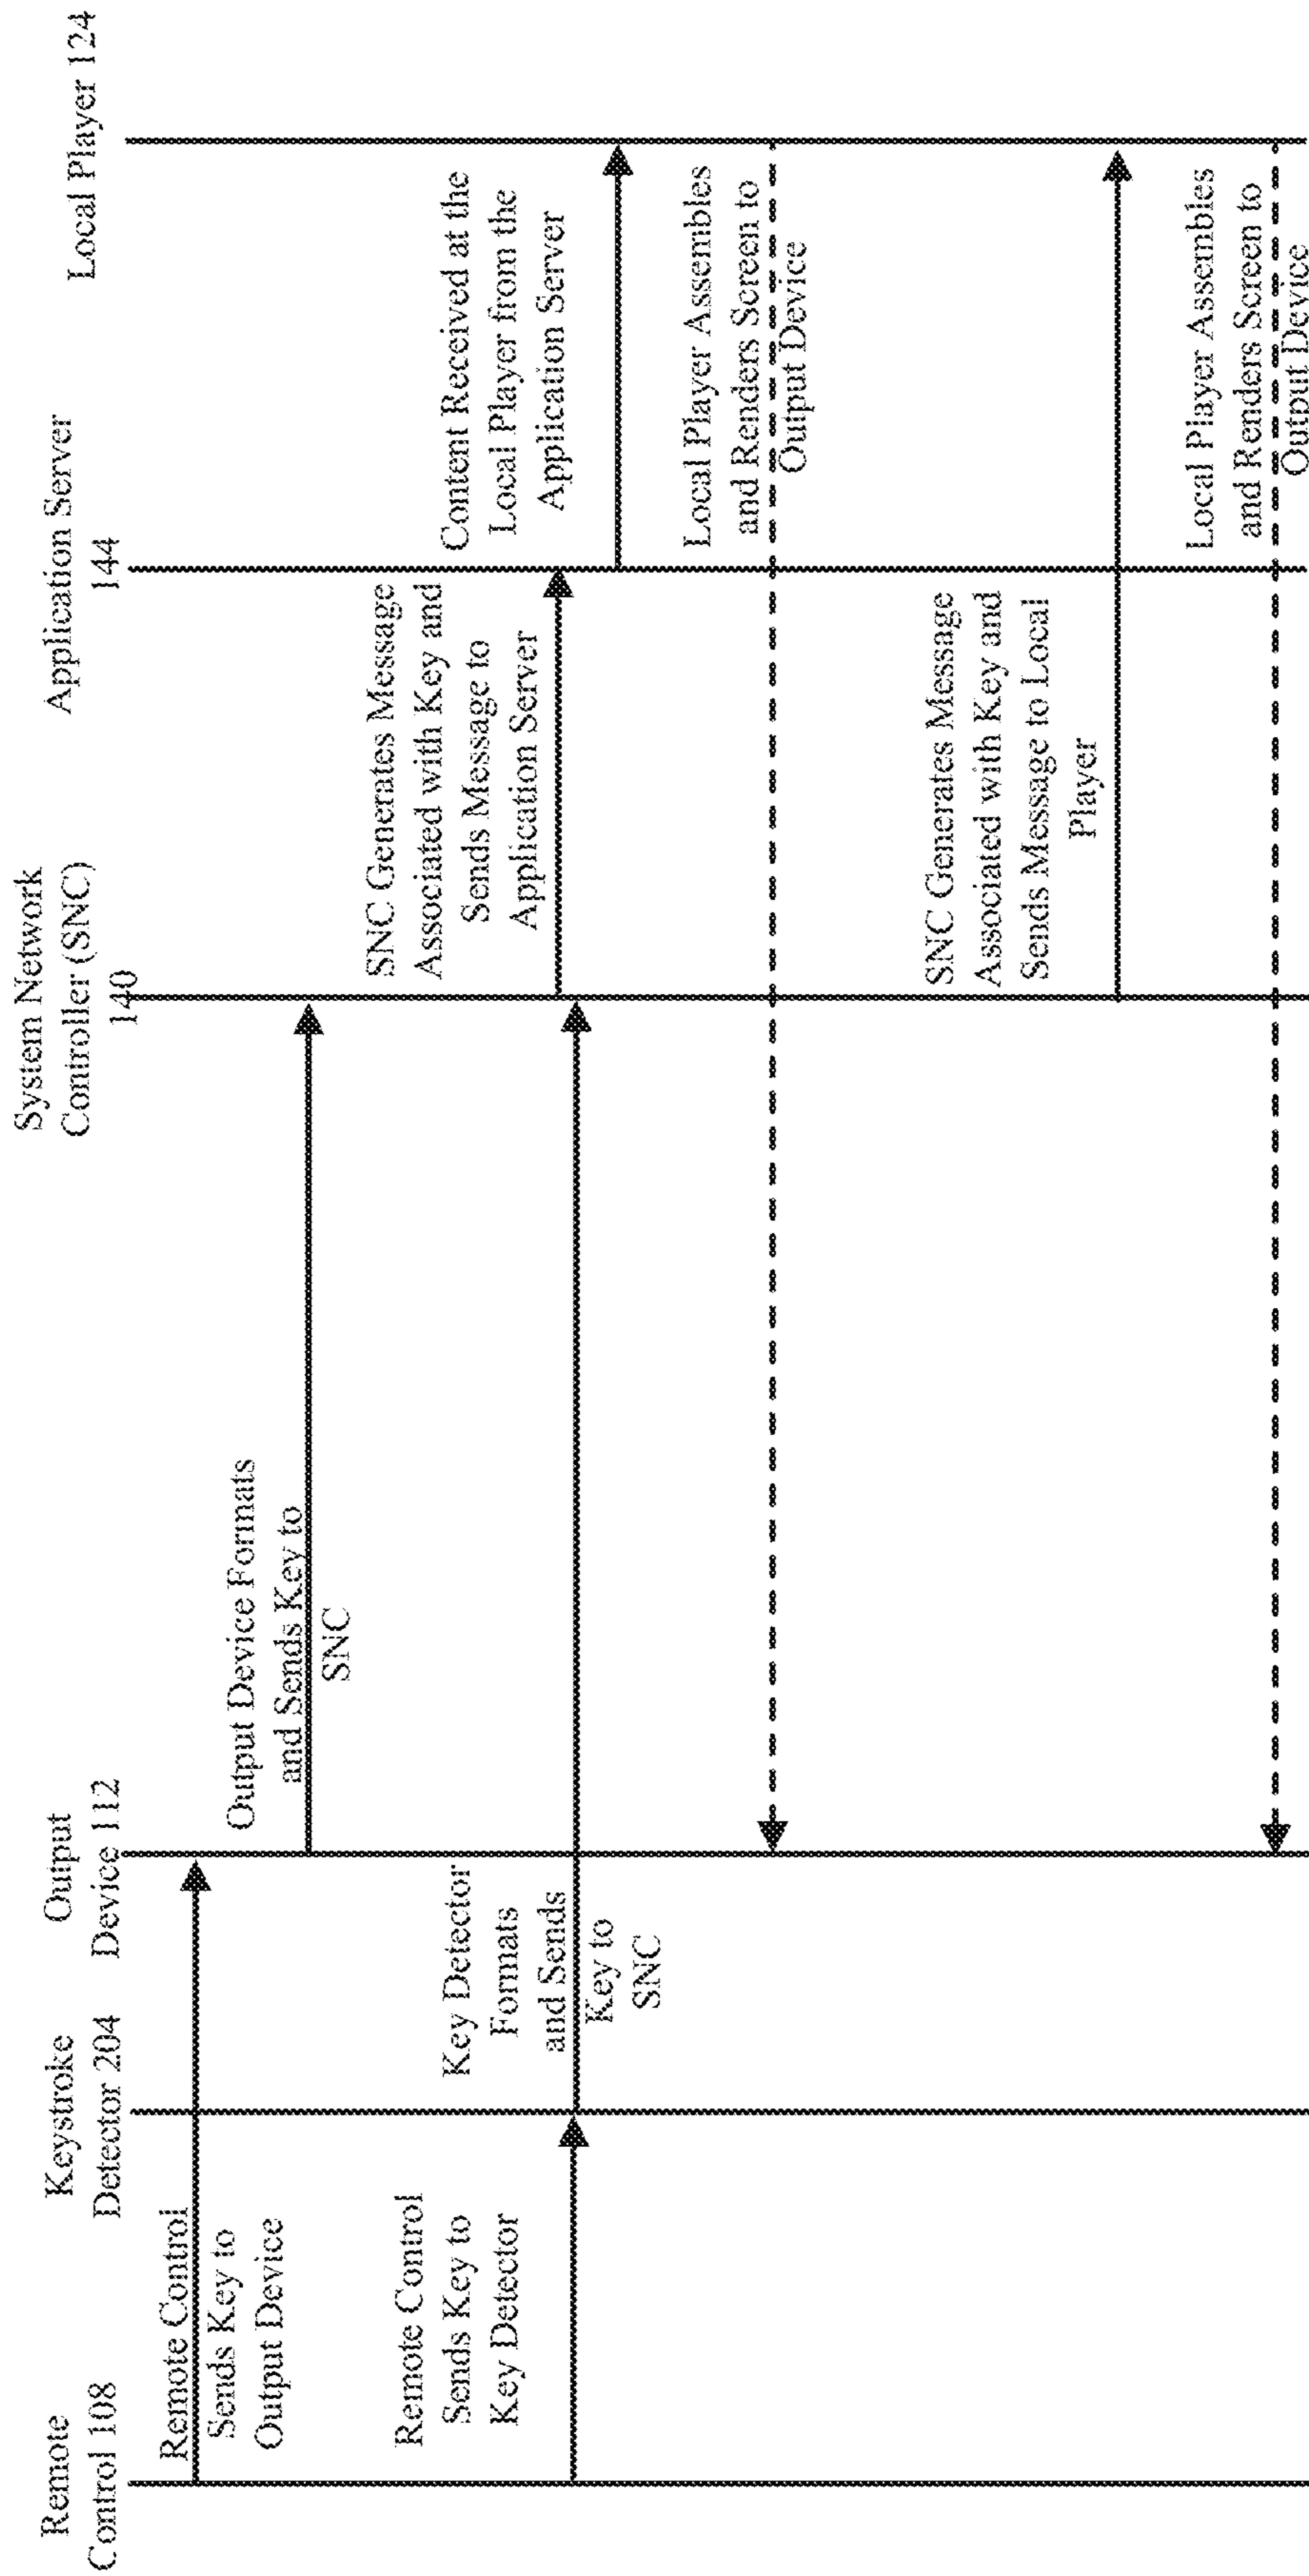 Remote
Control 108
Keystroke
Detector 204
Output
Device 112
System Network
Controller (SNC)
140
Application Server
144
Local Player 124
Remote Control
Sends Key to
Output Device
Output Device Formats
and Sends Key to
SNC
Remote Control
Sends Key to
Key Detector
Key Detector
Formats
and Sends
Key to
SNC
SNC Generates Message
Associated with Key and
Sends Message to
Application Server
Content Received at the
Local Player from the
Application Server
Local Player Assembles
and Renders Screen to
Output Device
SNC Generates Message
Associated with Key and
Sends Message to Local
Player
Local Player Assembles
and Renders Screen to
Output Device